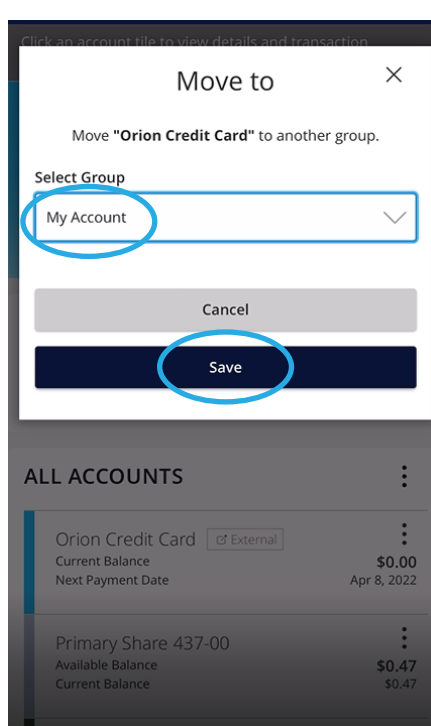 Click an account tile to view details and transaction
Move to
Move "Orion Credit Card" to another group.
Select Group
My Account
Cancel
Save
ALL ACCOUNTS
Orion Credit Card External
Current Balance $0.00
Next Payment Date Apr 8, 2022
Primary Share 437-00
Available Balance $0.47
Current Balance $0.47